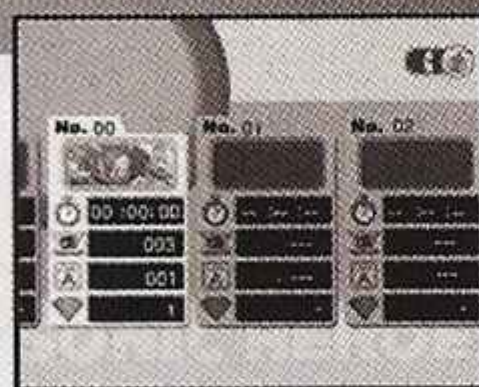 No. 00 No. 01 No. 02
00:00:00 -- : -- : -- -- : -- : --
003 --- ---
001 --- ---
1 - -